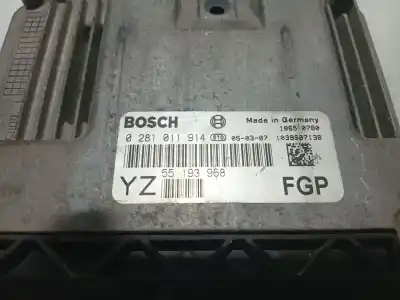 BOSCH Made in Germany
1865 0780
0 281 011 914 05-03-07 1039S07138
55 193 968
YZ FGP